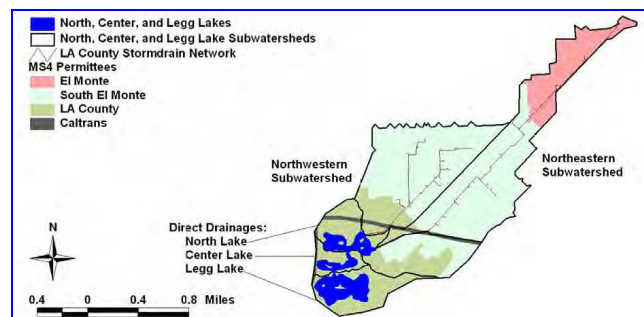 North, Center, and Legg Lakes
North, Center, and Legg Lake Subwatersheds
LA County Stormdrain Network
MS4 Permittees
El Monte
South El Monte
LA County
Caltrans
Northwestern
Subwatershed
Northeastern
Subwatershed
Direct Drainages:
North Lake
Center Lake
Legg Lake
N
0.4 0 0.4 0.8 Miles